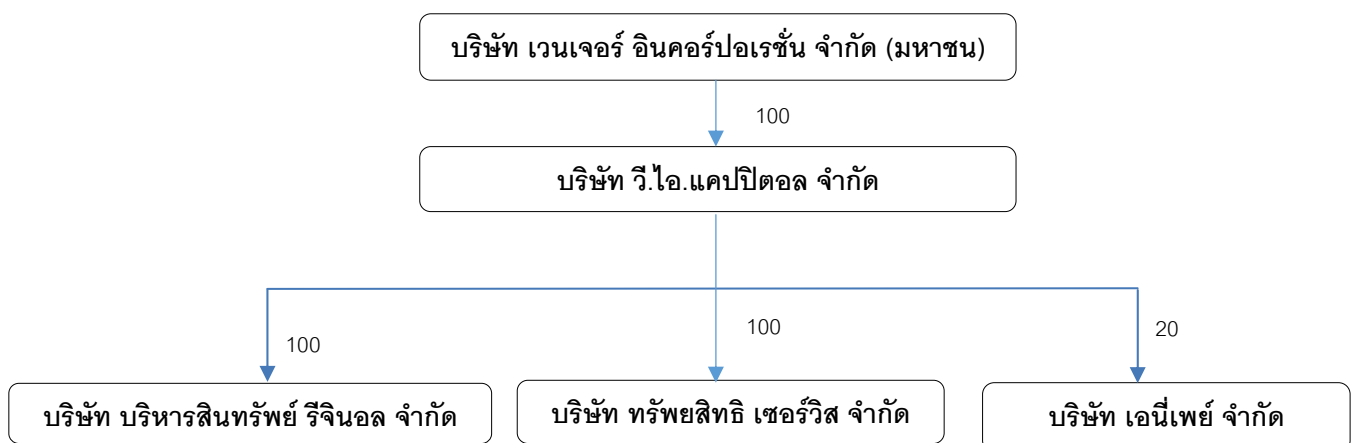 บริษัท เวนเจอร์ อินคอร์ปอเรชั่น จำกัด (มหาชน)
100
บริษัท วี.ไอ.แคปปิตอล จำกัด
100
100
20
บริษัท บริหารสินทรัพย์ รีจินอล จำกัด
บริษัท ทรัพยสิทธิ เซอร์วิส จำกัด
บริษัท เอนี่เพย์ จำกัด